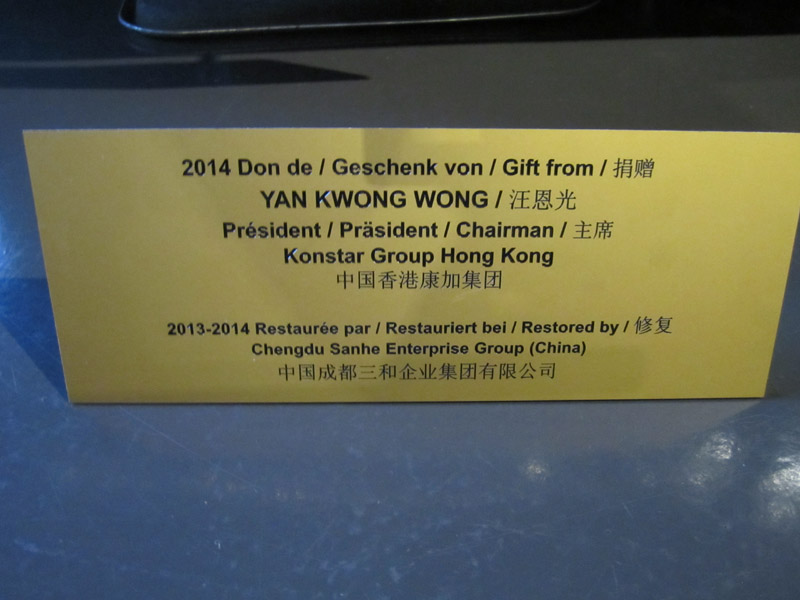 2014 Don de / Geschenk von / Gift from / 捐赠
YAN KWONG WONG / 汪恩光
Président / Präsident / Chairman / 主席
Konstar Group Hong Kong
中国香港康加集团
2013-2014 Restaurée par / Restauriert bei / Restored by / 修复
Chengdu Sanhe Enterprise Group (China)
中国成都三和企业集团有限公司